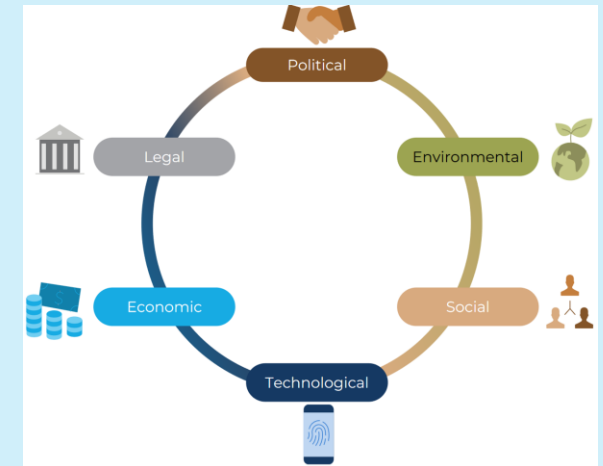 Political
Legal
Environmental
Economic
Social
Technological